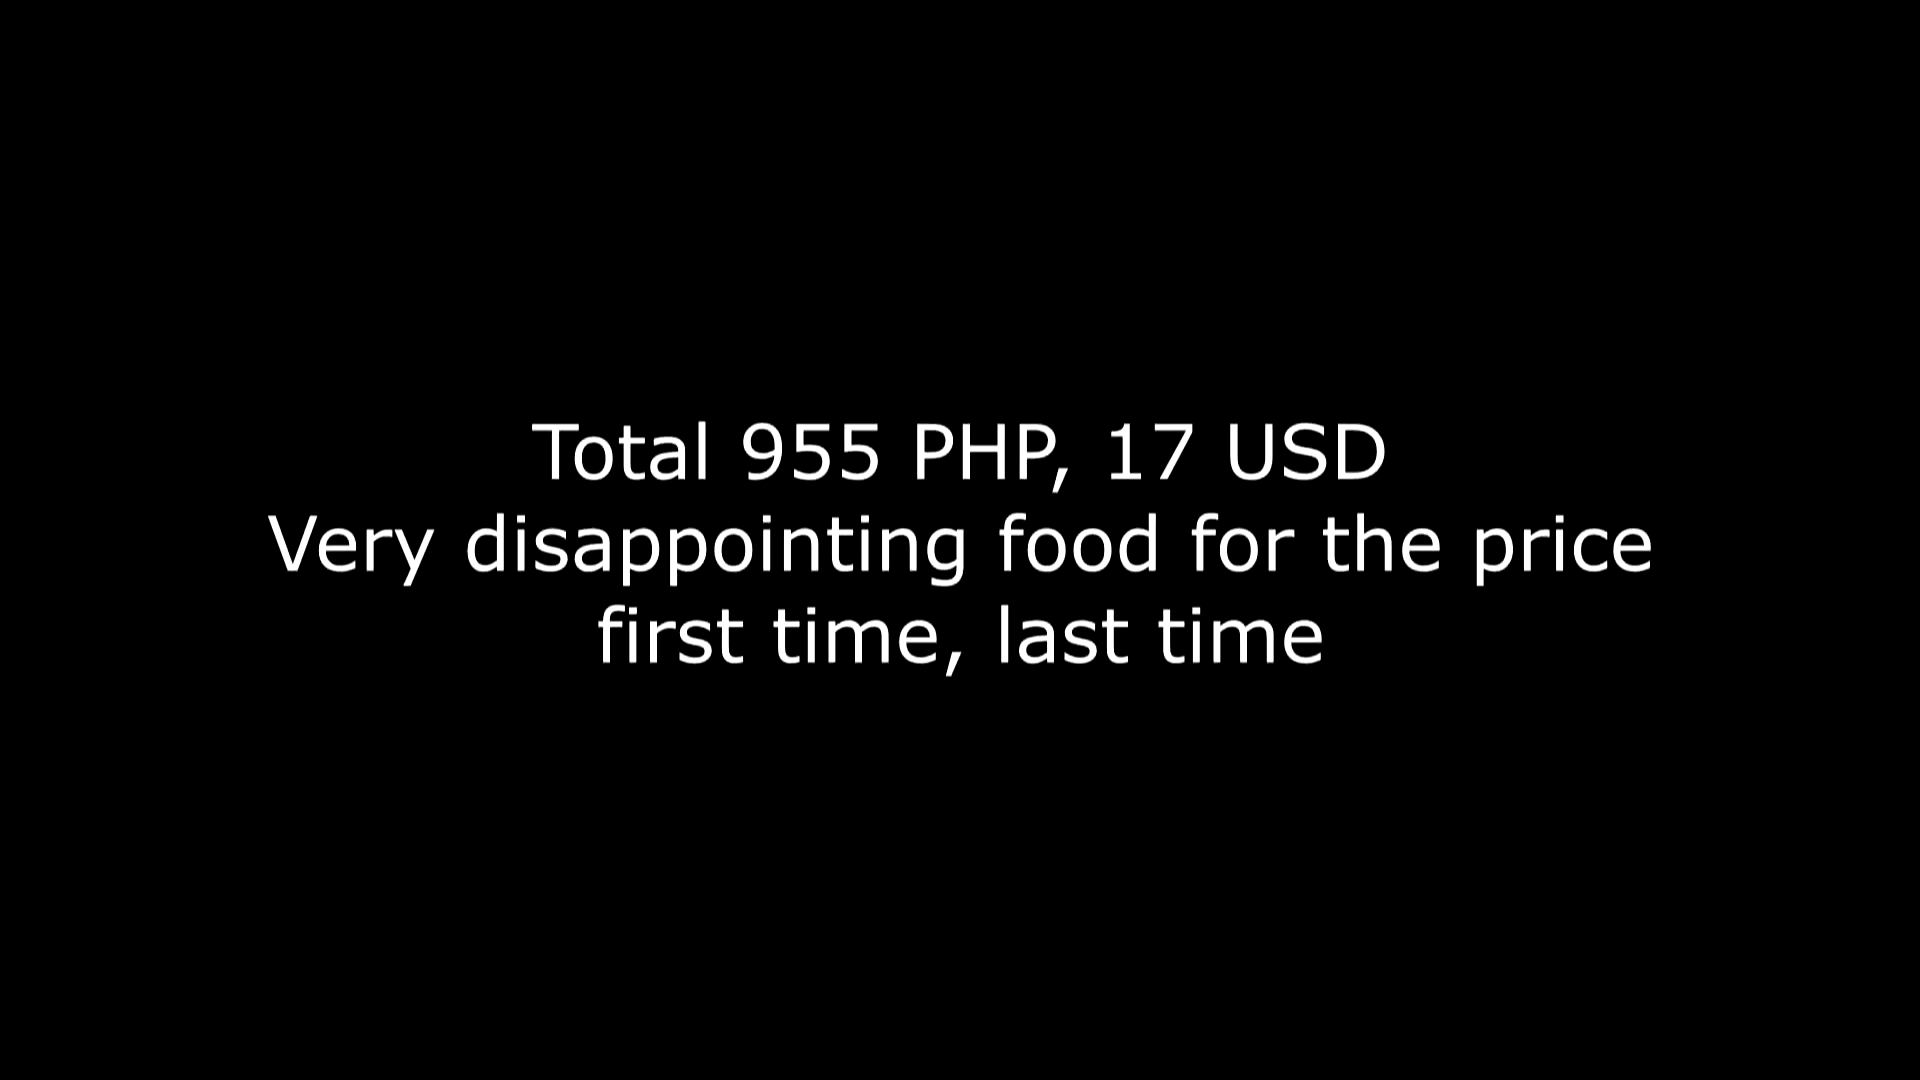 Total 955 PHP, 17 USD
Very disappointing food for the price
first time, last time